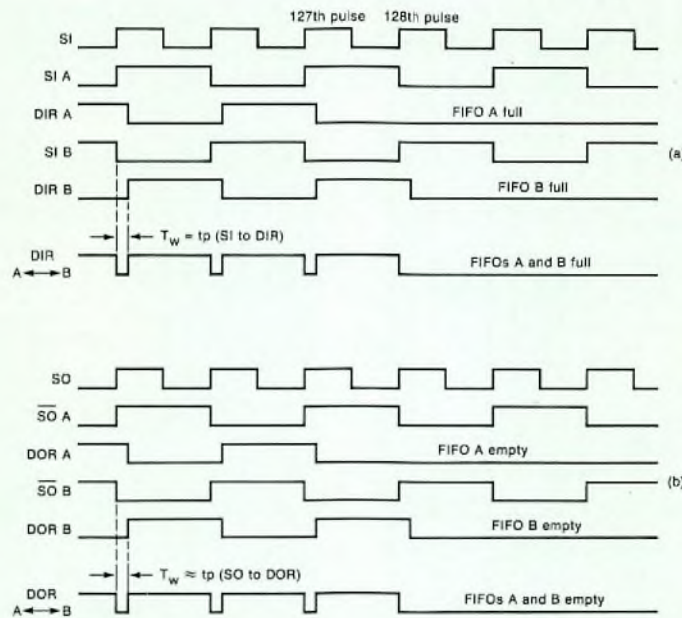 127th pulse 128th pulse
SI
SI A
DIR A
FIFO A full
SI B
(a)
DIR B
FIFO B full
T_W = tp (SI to DIR)
DIR
A ◄─► B
FIFOs A and B full
SO
S̅O̅ A
DOR A
FIFO A empty
S̅O̅ B
(b)
DOR B
FIFO B empty
T_W ≈ tp (SO to DOR)
DOR
A ◄─► B
FIFOs A and B empty